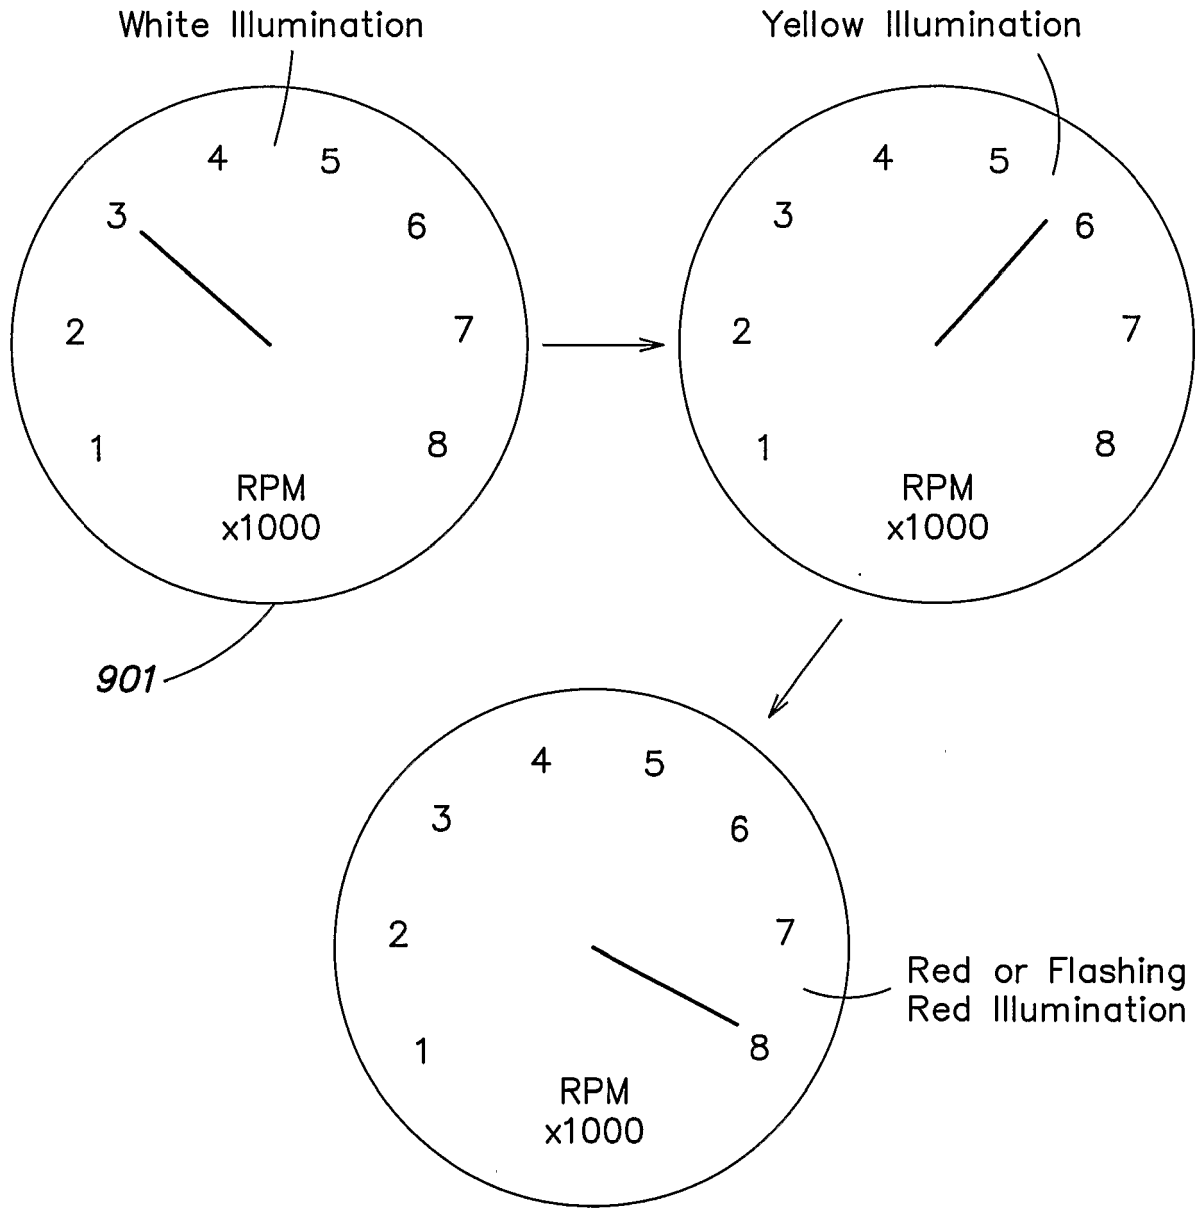 White Illumination
Yellow Illumination
4 5
3 6
2 7
1 8
RPM
x1000
4 5
3 6
2 7
1 8
RPM
x1000
901
4 5
3 6
2 7
1 8
RPM
x1000
Red or Flashing
Red Illumination